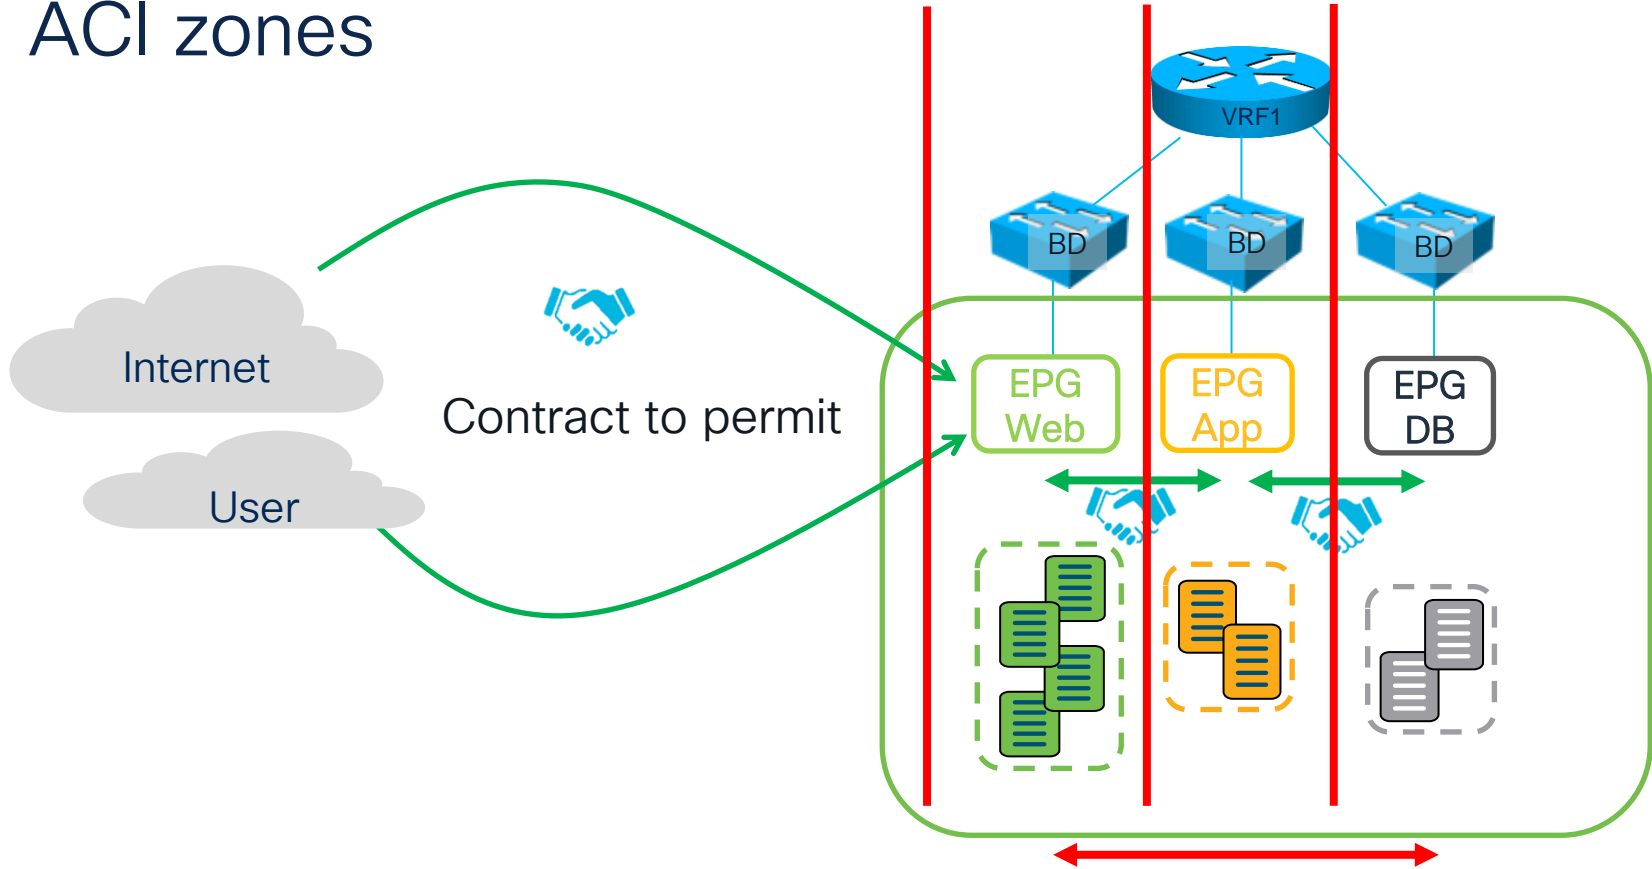 ACI zones
VRF1
BD
BD
BD
Internet
Contract to permit
User
EPG
Web
EPG
App
EPG
DB